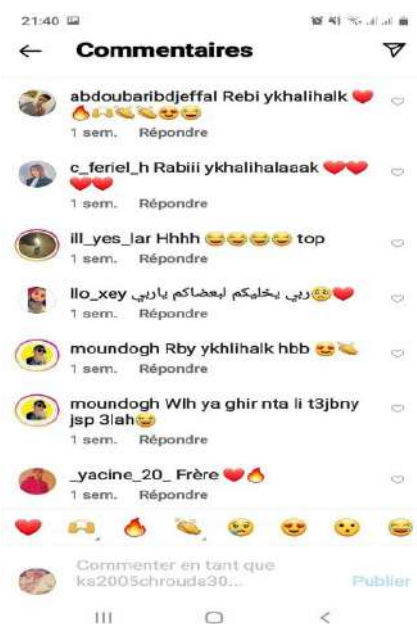 21:40
Commentaires
abdoubaribdjeffal Rebi ykhalihalk ❤️
🔥🙌👏👏😍😂
1 sem. Répondre
c_feriel_h Rabiii ykhalihalaaak ❤️❤️
❤️❤️
1 sem. Répondre
ill_yes_lar Hhhh 😂😂😂😂 top
1 sem. Répondre
llo_xey ربي يخليكم لبعضاكم ياربي🥺❤️
1 sem. Répondre
moundogh Rby ykhlihalk hbb 😍👏
1 sem. Répondre
moundogh Wlh ya ghir nta li t3jbny
jsp 3lah😂
1 sem. Répondre
_yacine_20_ Frère ❤️🔥
1 sem. Répondre
❤️ 🙌 🔥 👏 😢 😍 😮 😂
Commenter en tant que
ks2005chrouda30...
Publier